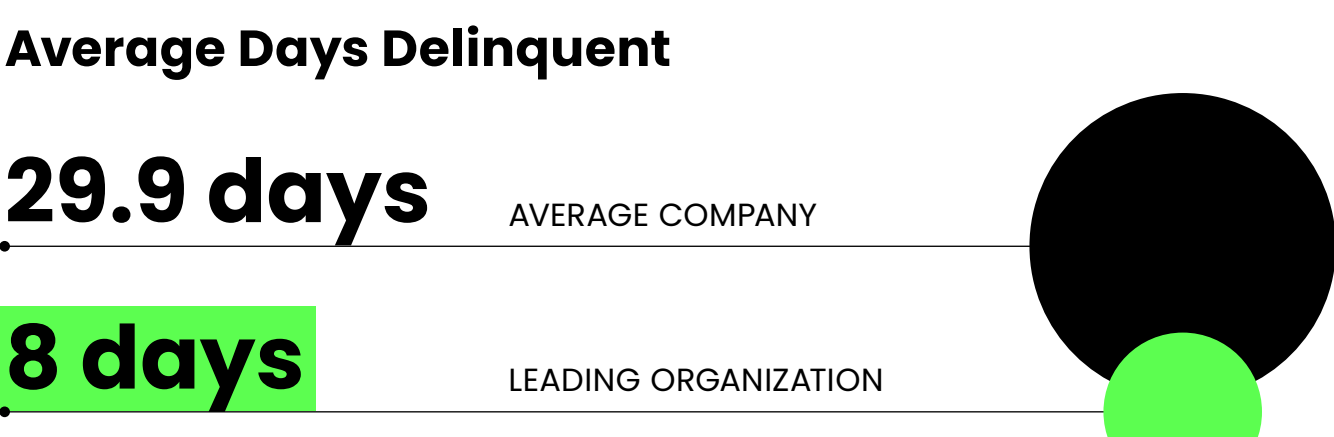 Average Days Delinquent
29.9 days AVERAGE COMPANY
8 days LEADING ORGANIZATION